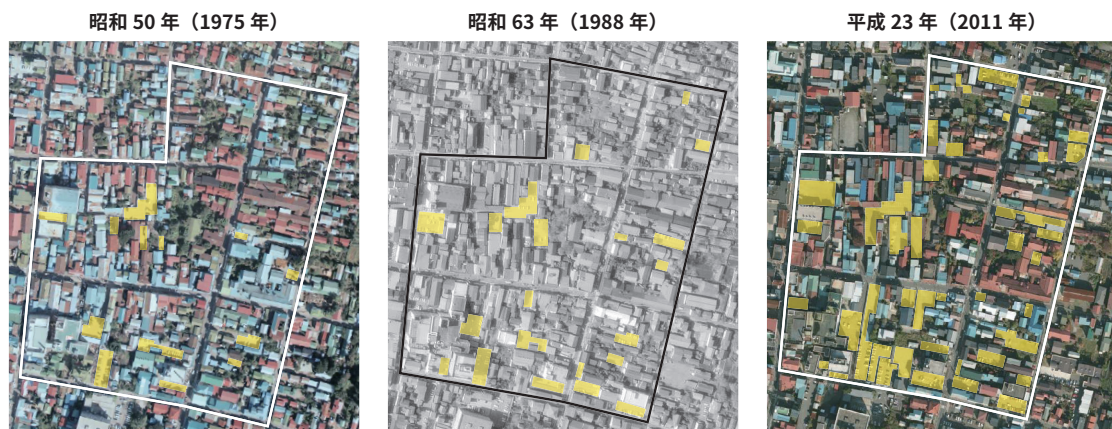 昭和 50 年（1975 年）
昭和 63 年（1988 年）
平成 23 年（2011 年）